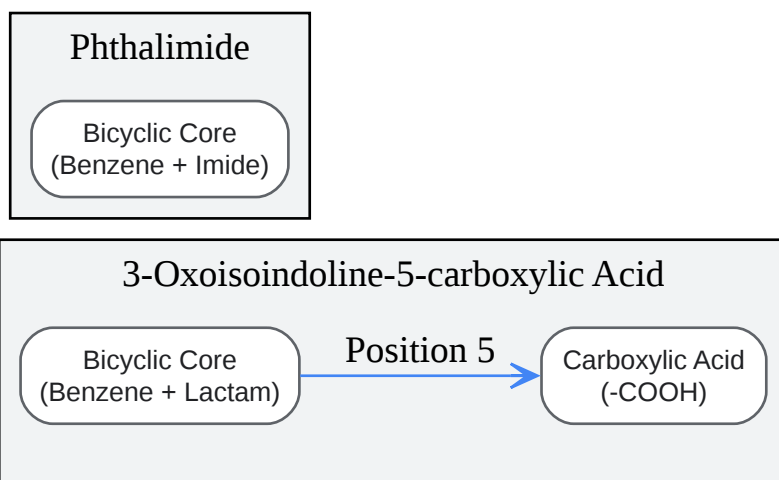 Phthalimide
Bicyclic Core
(Benzene + Imide)
3-Oxoisoindoline-5-carboxylic Acid
Bicyclic Core
(Benzene + Lactam)
Position 5
Carboxylic Acid
(-COOH)